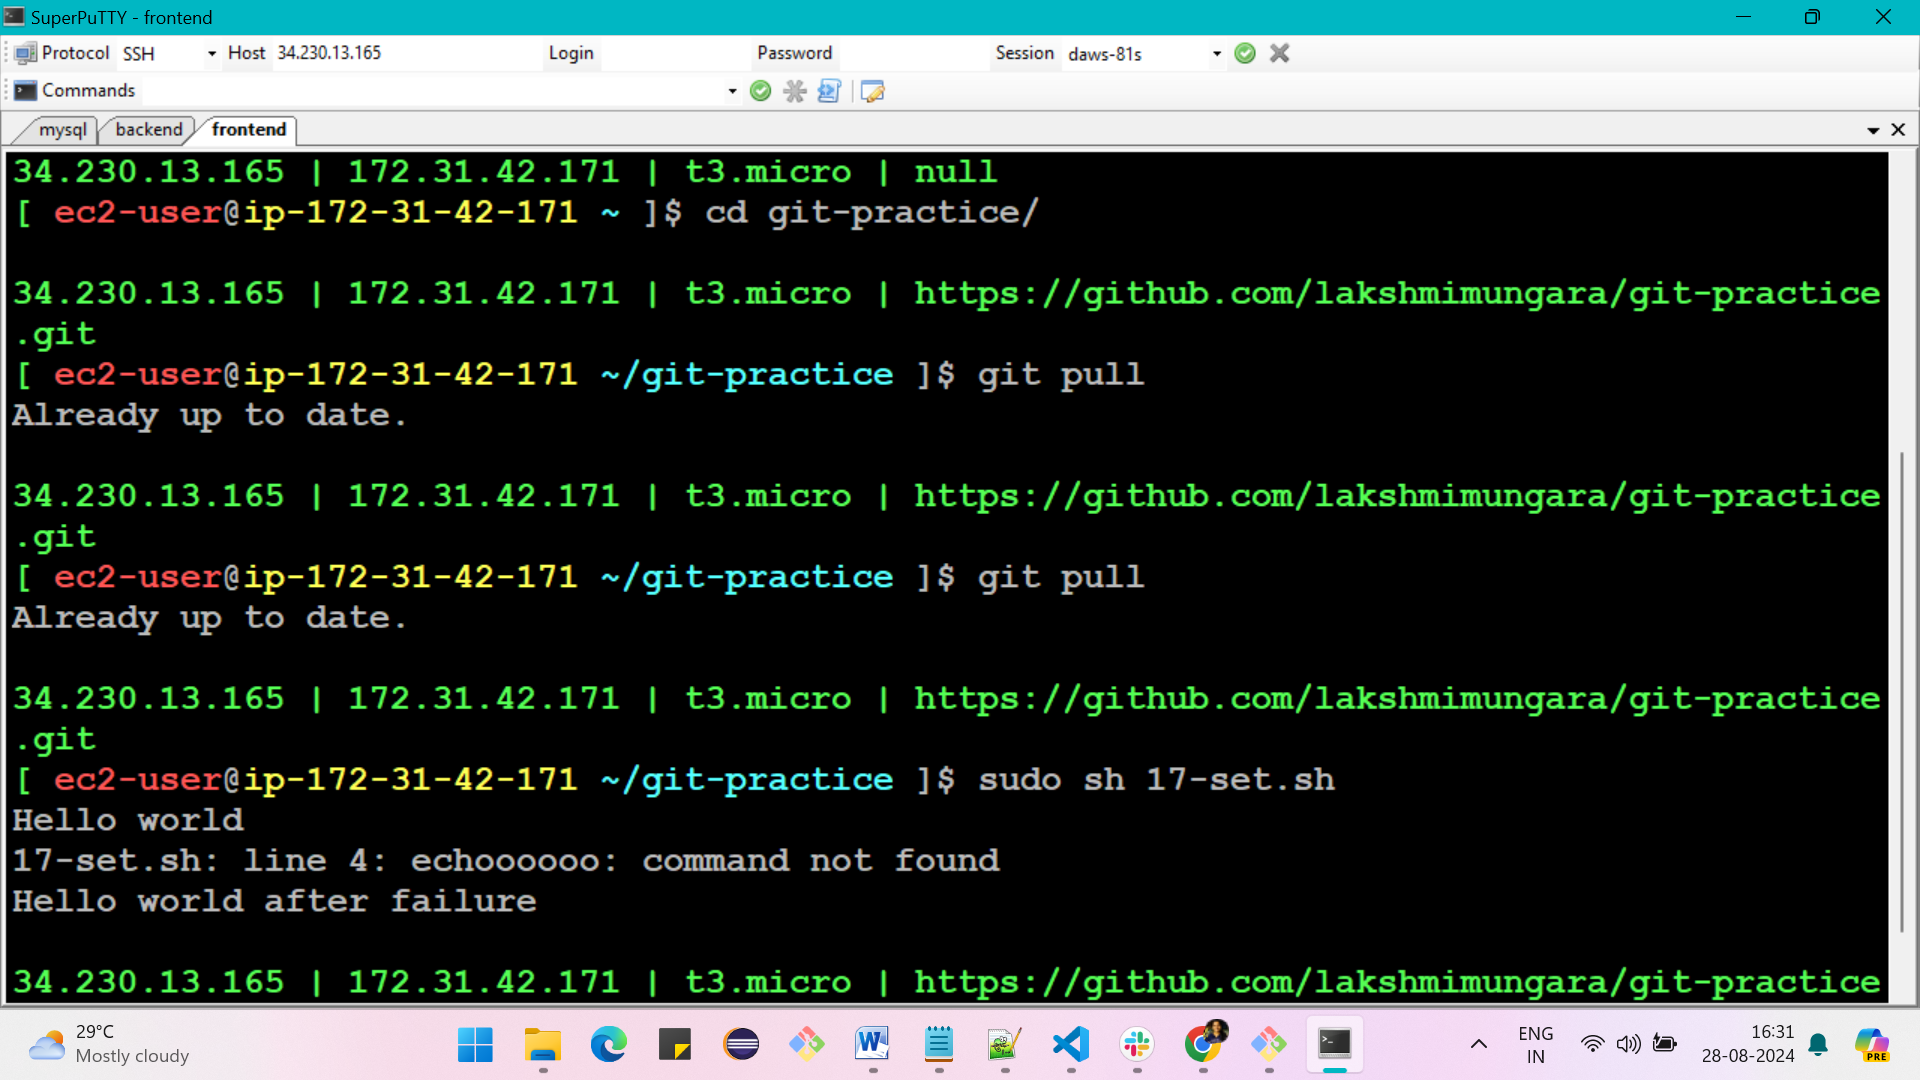 SuperPuTTY - frontend
Protocol SSH Host 34.230.13.165 Login Password Session daws-81s
Commands
mysql backend frontend
34.230.13.165 | 172.31.42.171 | t3.micro | null
[ ec2-user@ip-172-31-42-171 ~ ]$ cd git-practice/
34.230.13.165 | 172.31.42.171 | t3.micro | https://github.com/lakshmimungara/git-practice
.git
[ ec2-user@ip-172-31-42-171 ~/git-practice ]$ git pull
Already up to date.
34.230.13.165 | 172.31.42.171 | t3.micro | https://github.com/lakshmimungara/git-practice
.git
[ ec2-user@ip-172-31-42-171 ~/git-practice ]$ git pull
Already up to date.
34.230.13.165 | 172.31.42.171 | t3.micro | https://github.com/lakshmimungara/git-practice
.git
[ ec2-user@ip-172-31-42-171 ~/git-practice ]$ sudo sh 17-set.sh
Hello world
17-set.sh: line 4: echoooooo: command not found
Hello world after failure
34.230.13.165 | 172.31.42.171 | t3.micro | https://github.com/lakshmimungara/git-practice
29°C
Mostly cloudy
ENG
IN
16:31
28-08-2024
PRE